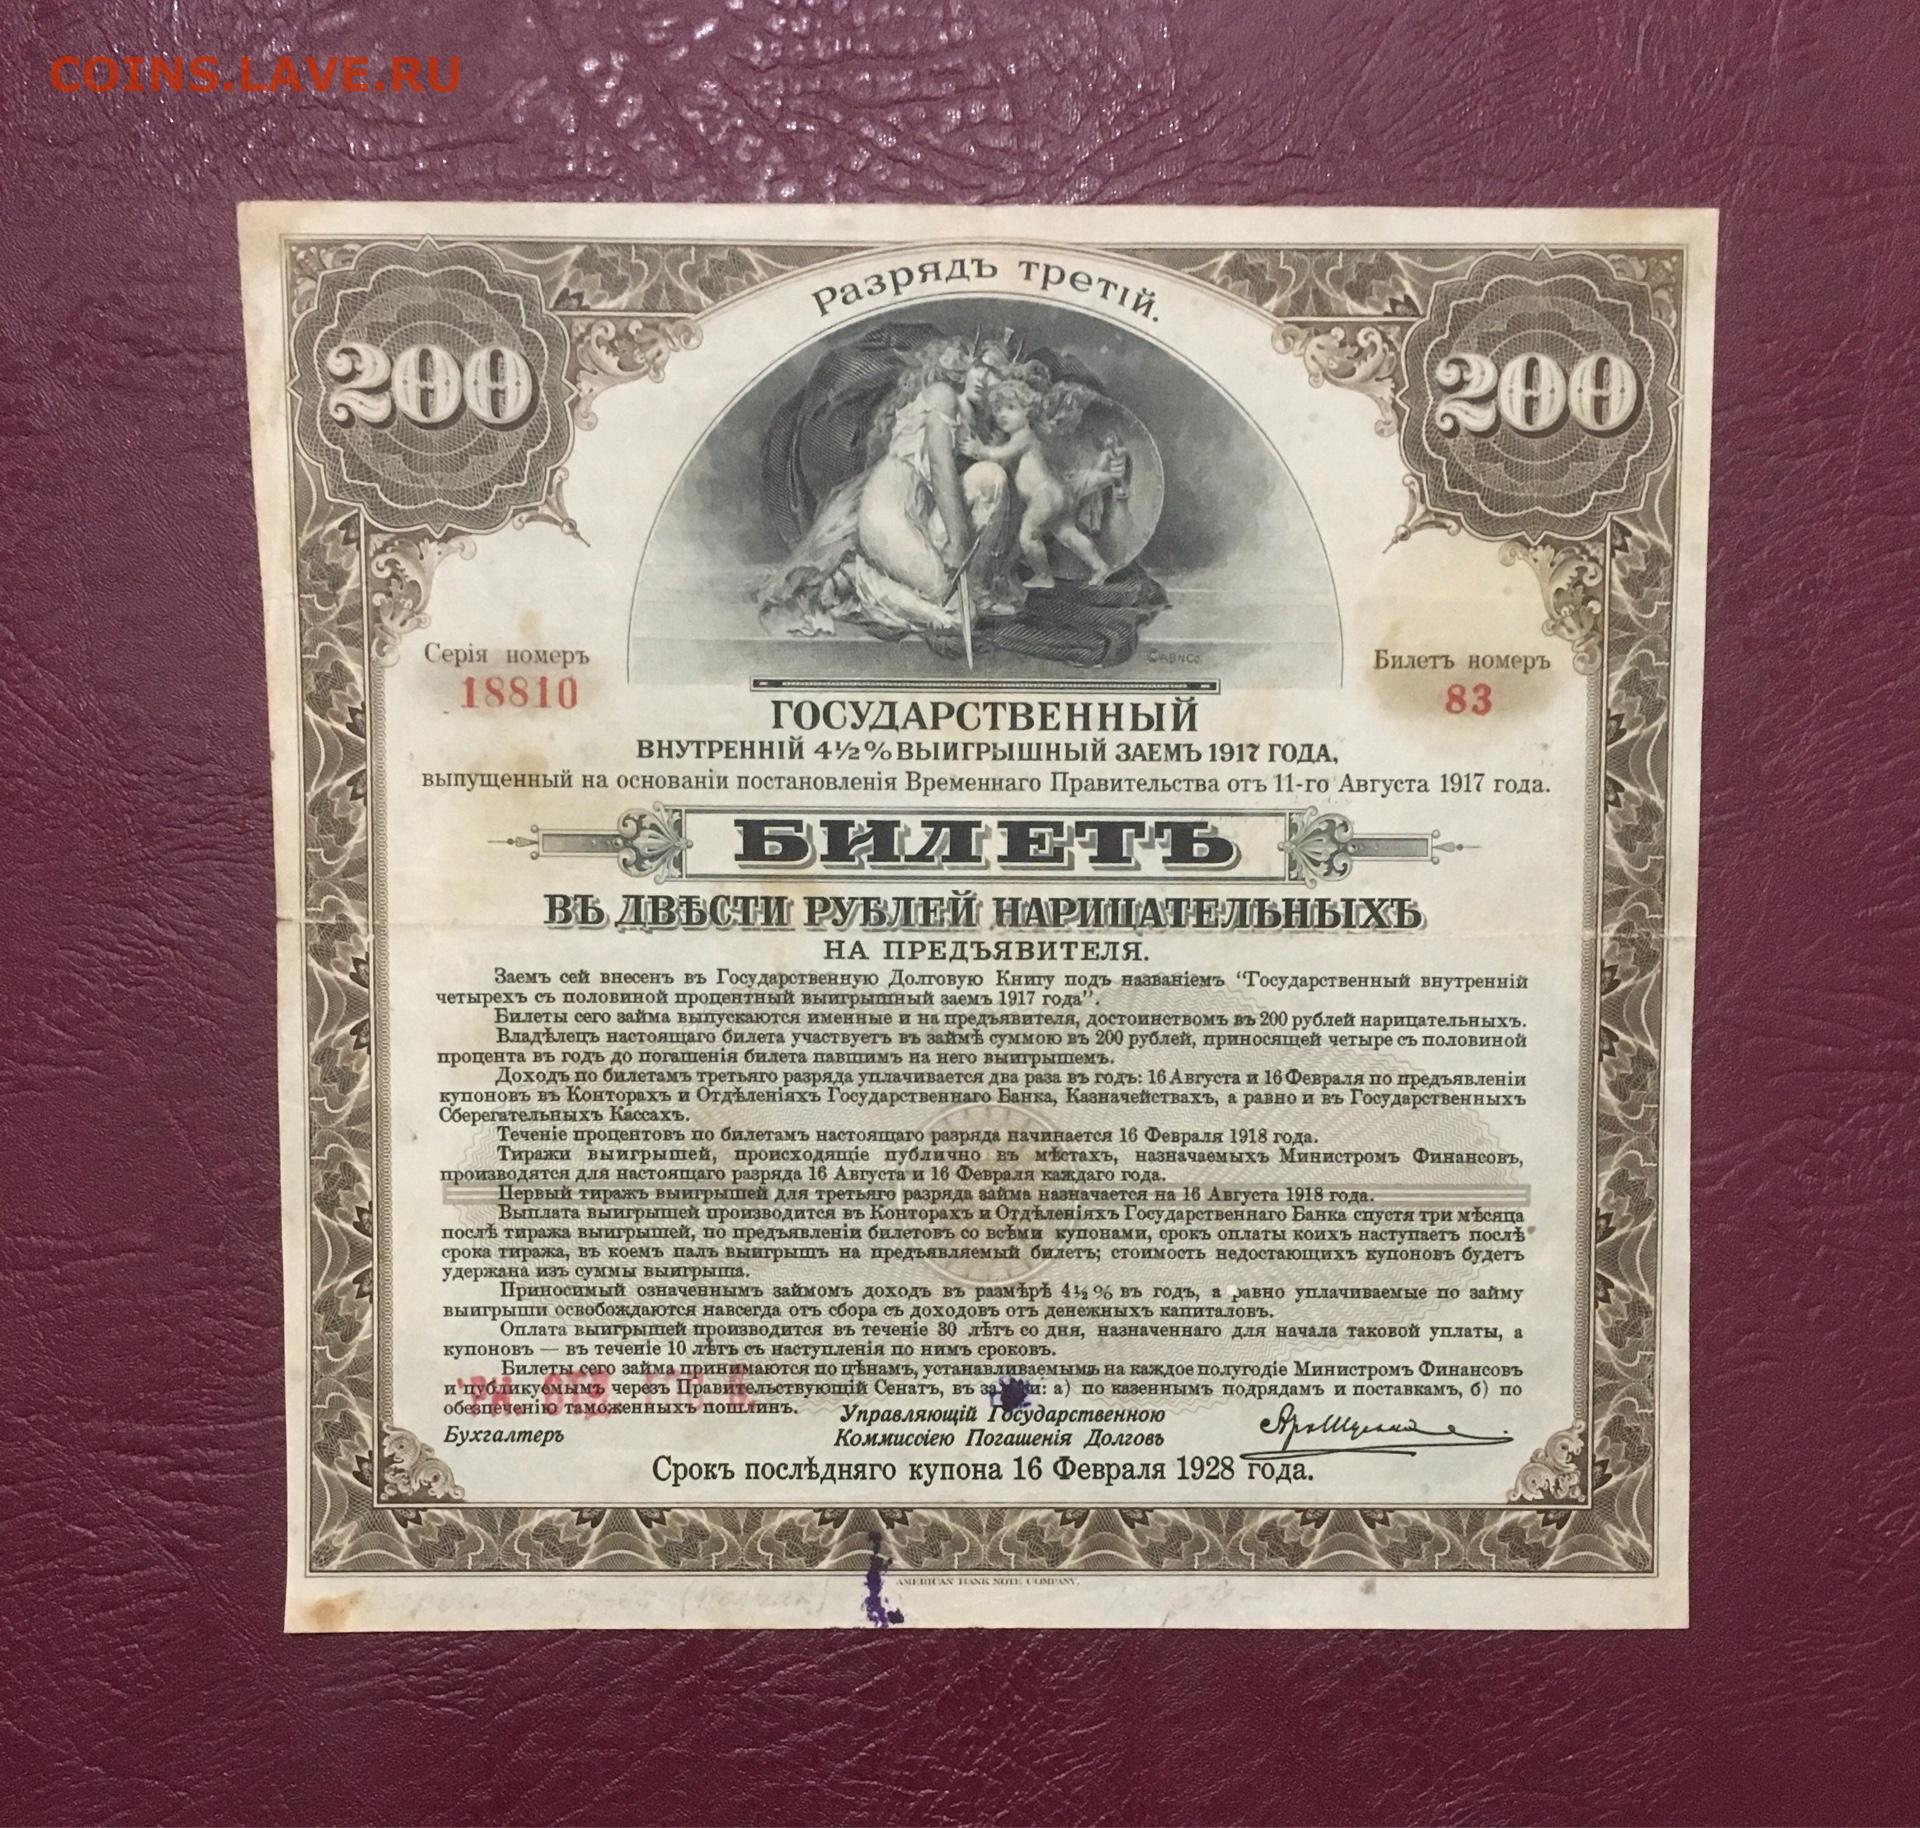 COINS.LAVE.RU
Разрядъ третій.
200 200
C ABNCo.
Серія номеръ Билетъ номеръ
18810 83
ГОСУДАРСТВЕННЫЙ
ВНУТРЕННІЙ 4½% ВЫИГРЫШНЫЙ ЗАЕМЪ 1917 ГОДА,
выпущенный на основаніи постановленія Временнаго Правительства отъ 11-го Августа 1917 года.
БИЛЕТЪ
ВЪ ДВѢСТИ РУБЛЕЙ НАРИЦАТЕЛЬНЫХЪ
НА ПРЕДЪЯВИТЕЛЯ.
Заемъ сей внесенъ въ Государственную Долговую Книгу подъ названіемъ “Государственный внутренній
четырехъ съ половиной процентный выигрышный заемъ 1917 года”.
Билеты сего займа выпускаются именные и на предъявителя, достоинствомъ въ 200 рублей нарицательныхъ.
Владѣлецъ настоящаго билета участвуетъ въ займѣ суммою въ 200 рублей, приносящей четыре съ половиной
процента въ годъ до погашенія билета павшимъ на него выигрышемъ.
Доходъ по билетамъ третьяго разряда уплачивается два раза въ годъ: 16 Августа и 16 Февраля по предъявленіи
купоновъ въ Конторахъ и Отдѣленіяхъ Государственнаго Банка, Казначействахъ, а равно и въ Государственныхъ
Сберегательныхъ Кассахъ.
Теченіе процентовъ по билетамъ настоящаго разряда начинается 16 Февраля 1918 года.
Тиражи выигрышей, происходящіе публично въ мѣстахъ, назначаемыхъ Министромъ Финансовъ,
производятся для настоящаго разряда 16 Августа и 16 Февраля каждаго года.
Первый тиражъ выигрышей для третьяго разряда займа назначается на 16 Августа 1918 года.
Выплата выигрышей производится въ Конторахъ и Отдѣленіяхъ Государственнаго Банка спустя три мѣсяца
послѣ тиража выигрышей, по предъявленіи билетовъ со всѣми купонами, срокъ оплаты коихъ наступаетъ послѣ
срока тиража, въ коемъ палъ выигрышъ на предъявляемый билетъ; стоимость недостающихъ купоновъ будетъ
удержана изъ суммы выигрыша.
Приносимый означеннымъ займомъ доходъ въ размѣрѣ 4½% въ годъ, а равно уплачиваемые по займу
выигрыши освобождаются навсегда отъ сбора съ доходовъ отъ денежныхъ капиталовъ.
Оплата выигрышей производится въ теченіе 30 лѣтъ со дня, назначеннаго для начала таковой уплаты, а
купоновъ — въ теченіе 10 лѣтъ съ наступленія по нимъ сроковъ.
Билеты сего займа принимаются по цѣнамъ, устанавливаемымъ на каждое полугодіе Министромъ Финансовъ
и публикуемымъ черезъ Правительствующій Сенатъ, въ а) по казеннымъ подрядамъ и поставкамъ, б) по
обезпеченію таможенныхъ пошлинъ.
Бухгалтеръ
Управляющій Государственною
Коммиссіею Погашенія Долговъ
Срокъ послѣдняго купона 16 Февраля 1928 года.
AMERICAN BANK NOTE COMPANY.